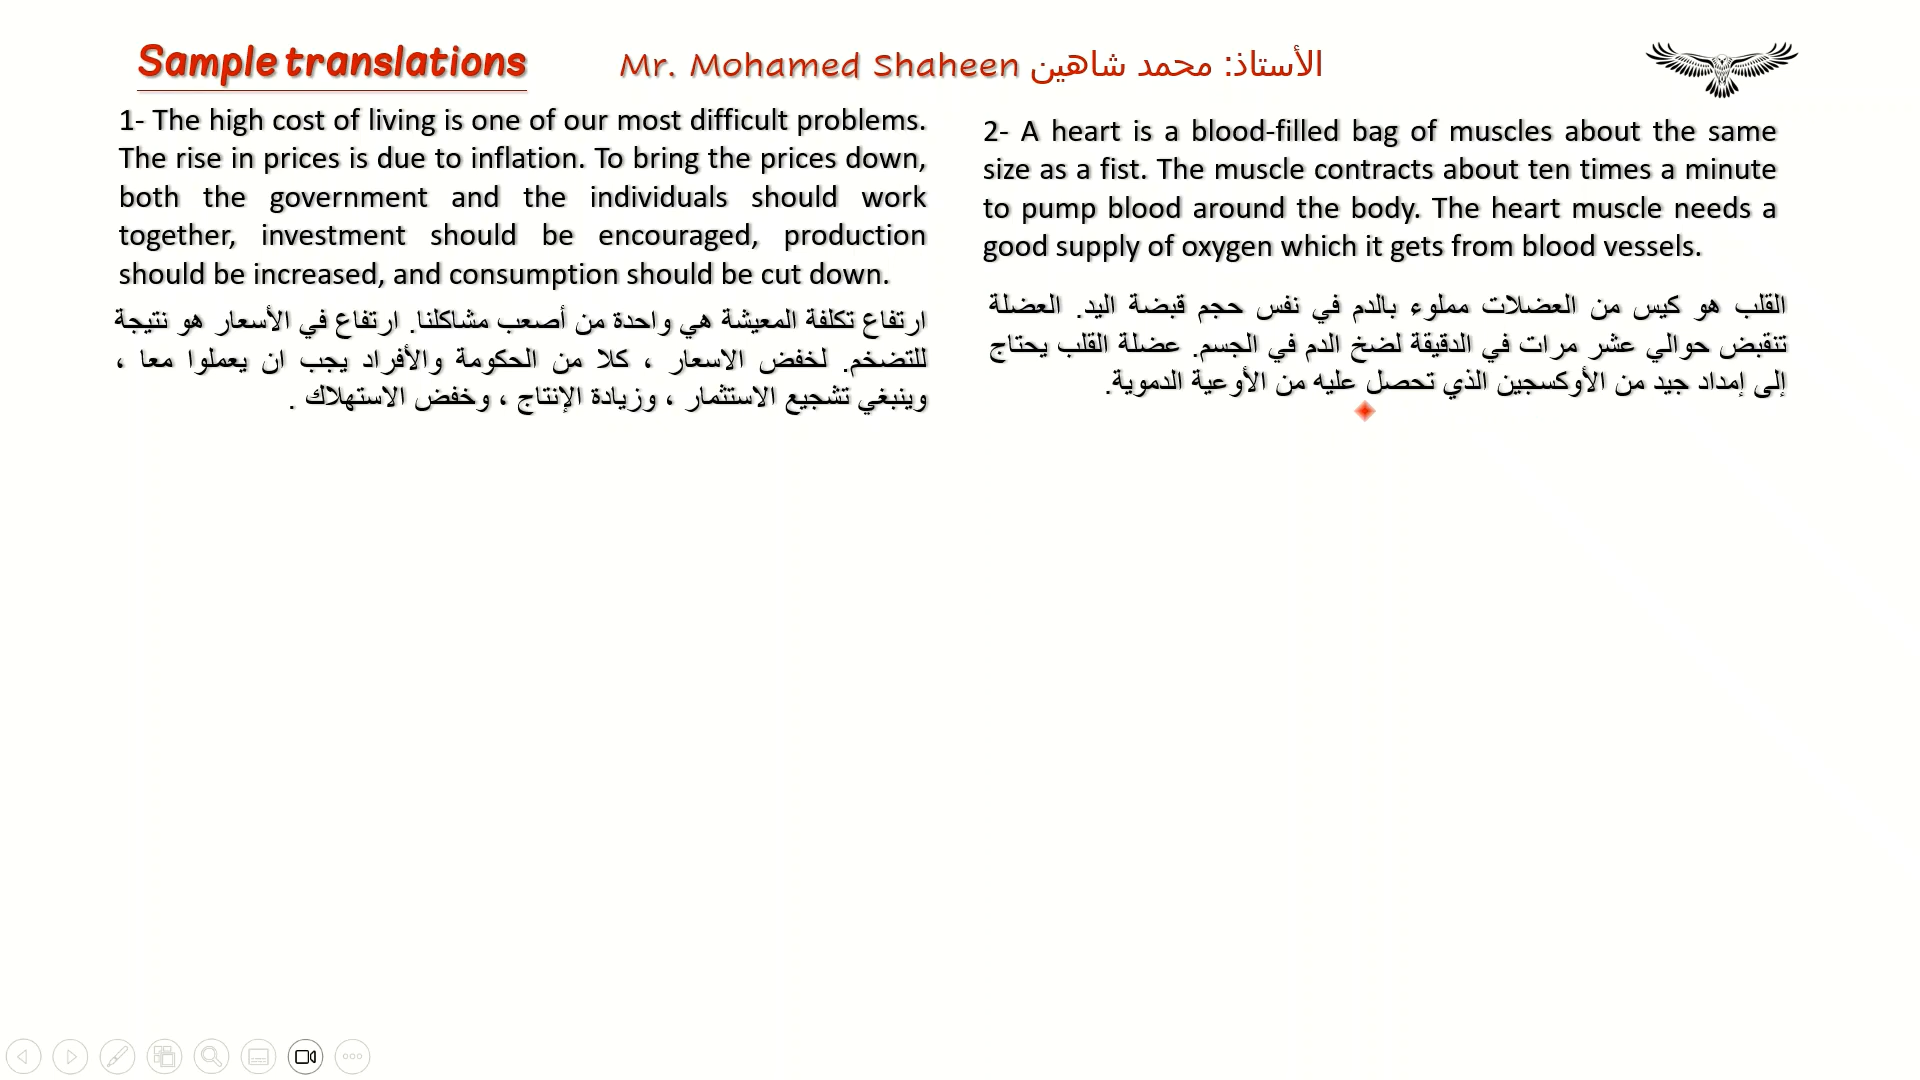 Sample translations
Mr. Mohamed Shaheen الأستاذ: محمد شاهين
1- The high cost of living is one of our most difficult problems.
The rise in prices is due to inflation. To bring the prices down,
both the government and the individuals should work
together, investment should be encouraged, production
should be increased, and consumption should be cut down.
ارتفاع تكلفة المعيشة هي واحدة من أصعب مشاكلنا. ارتفاع في الأسعار هو نتيجة
للتضخم. لخفض الاسعار ، كلا من الحكومة والأفراد يجب ان يعملوا معا ،
وينبغي تشجيع الاستثمار ، وزيادة الإنتاج ، وخفض الاستهلاك .
2- A heart is a blood-filled bag of muscles about the same
size as a fist. The muscle contracts about ten times a minute
to pump blood around the body. The heart muscle needs a
good supply of oxygen which it gets from blood vessels.
القلب هو كيس من العضلات مملوء بالدم في نفس حجم قبضة اليد. العضلة
تنقبض حوالي عشر مرات في الدقيقة لضخ الدم في الجسم. عضلة القلب يحتاج
إلى إمداد جيد من الأوكسجين الذي تحصل عليه من الأوعية الدموية.